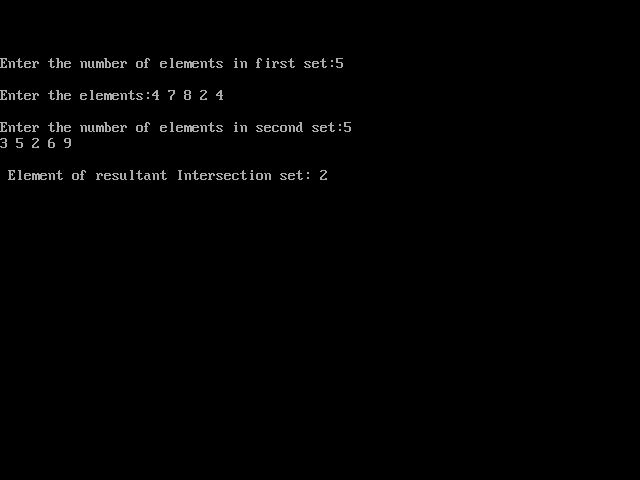 Enter the number of elements in first set:5
Enter the elements:4 7 8 2 4
Enter the number of elements in second set:5
3 5 2 6 9
Element of resultant Intersection set: 2